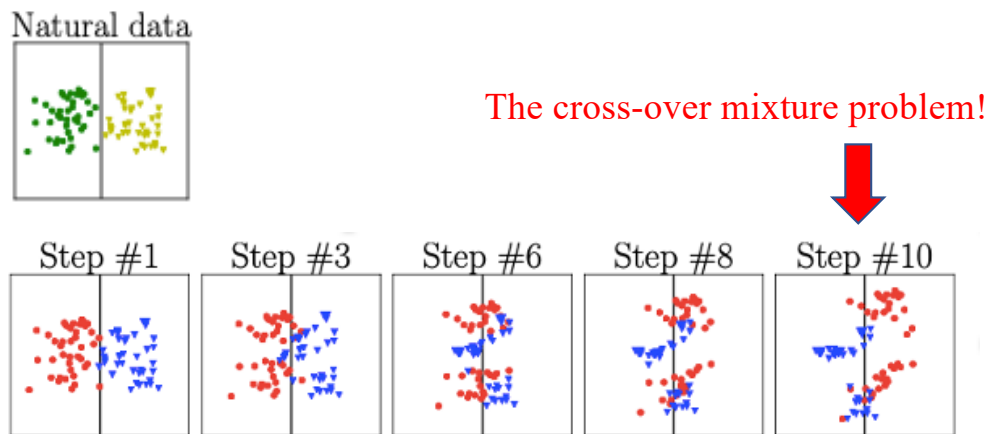 Natural data
The cross-over mixture problem!
Step #1
Step #3
Step #6
Step #8
Step #10